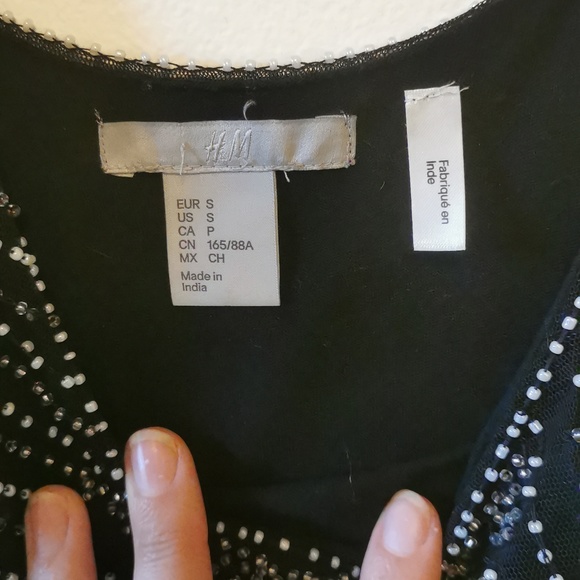 H&M
EUR S
US S
CA P
CN 165/88A
MX CH
Made in
India
Fabriqué en
Inde